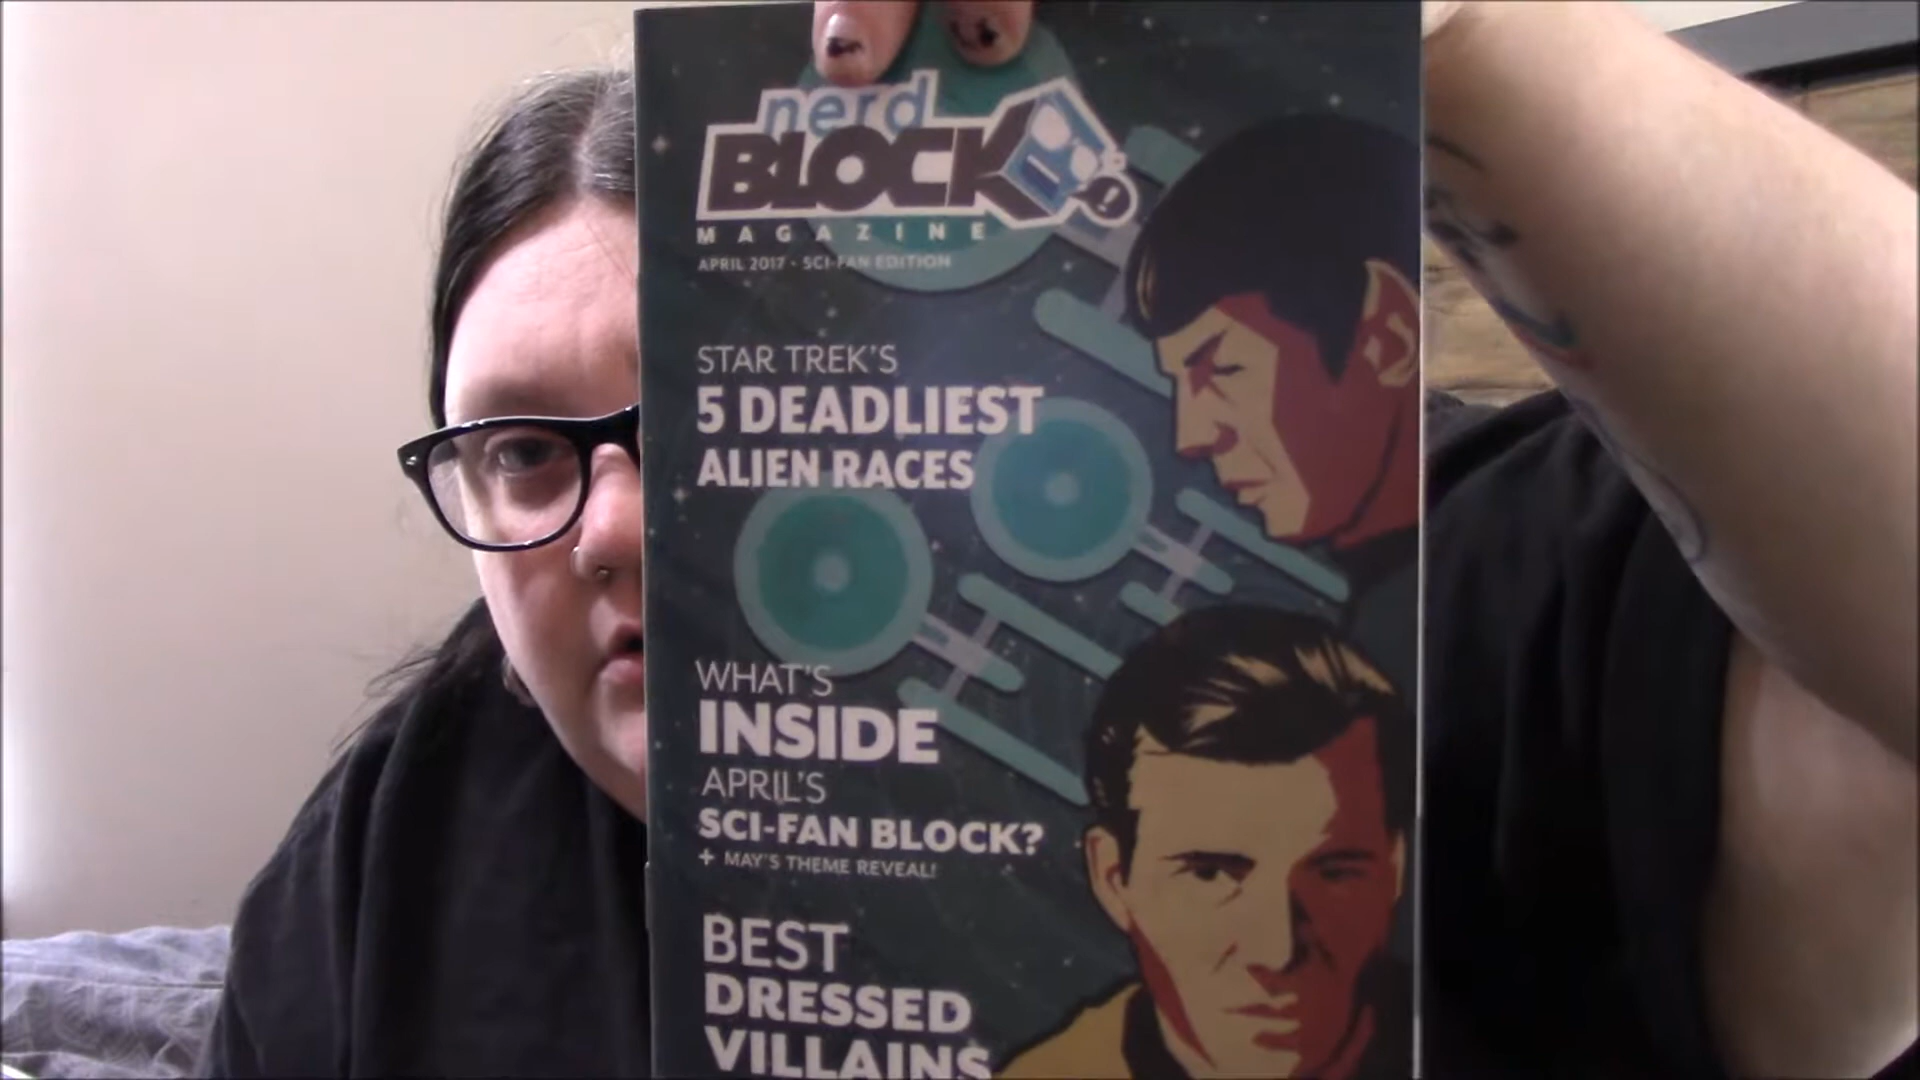 nerd
BLOCK
MAGAZINE
APRIL 2017 - SCI-FAN EDITION
STAR TREK'S
5 DEADLIEST
ALIEN RACES
WHAT'S
INSIDE
APRIL'S
SCI-FAN BLOCK?
+ MAY'S THEME REVEAL!
BEST
DRESSED
VILLAINS